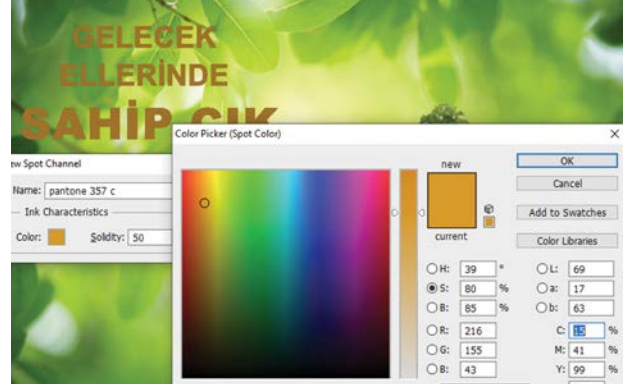 GELECEK
ELLERİNDE
SAHİP ÇIK
Color Picker (Spot Color)
ew Spot Channel
Name: pantone 357 c
Ink Characteristics
Color: Solidity: 50 %
new
current
OK
Cancel
Add to Swatches
Color Libraries
H: 39 °
S: 80 %
B: 85 %
R: 216
G: 155
B: 43
L: 69
a: 17
b: 63
C: 15 %
M: 41 %
Y: 99 %